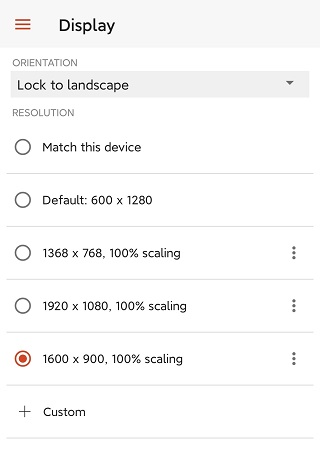 Display
ORIENTATION
Lock to landscape
RESOLUTION
Match this device
Default: 600 x 1280
1368 x 768, 100% scaling
1920 x 1080, 100% scaling
1600 x 900, 100% scaling
Custom